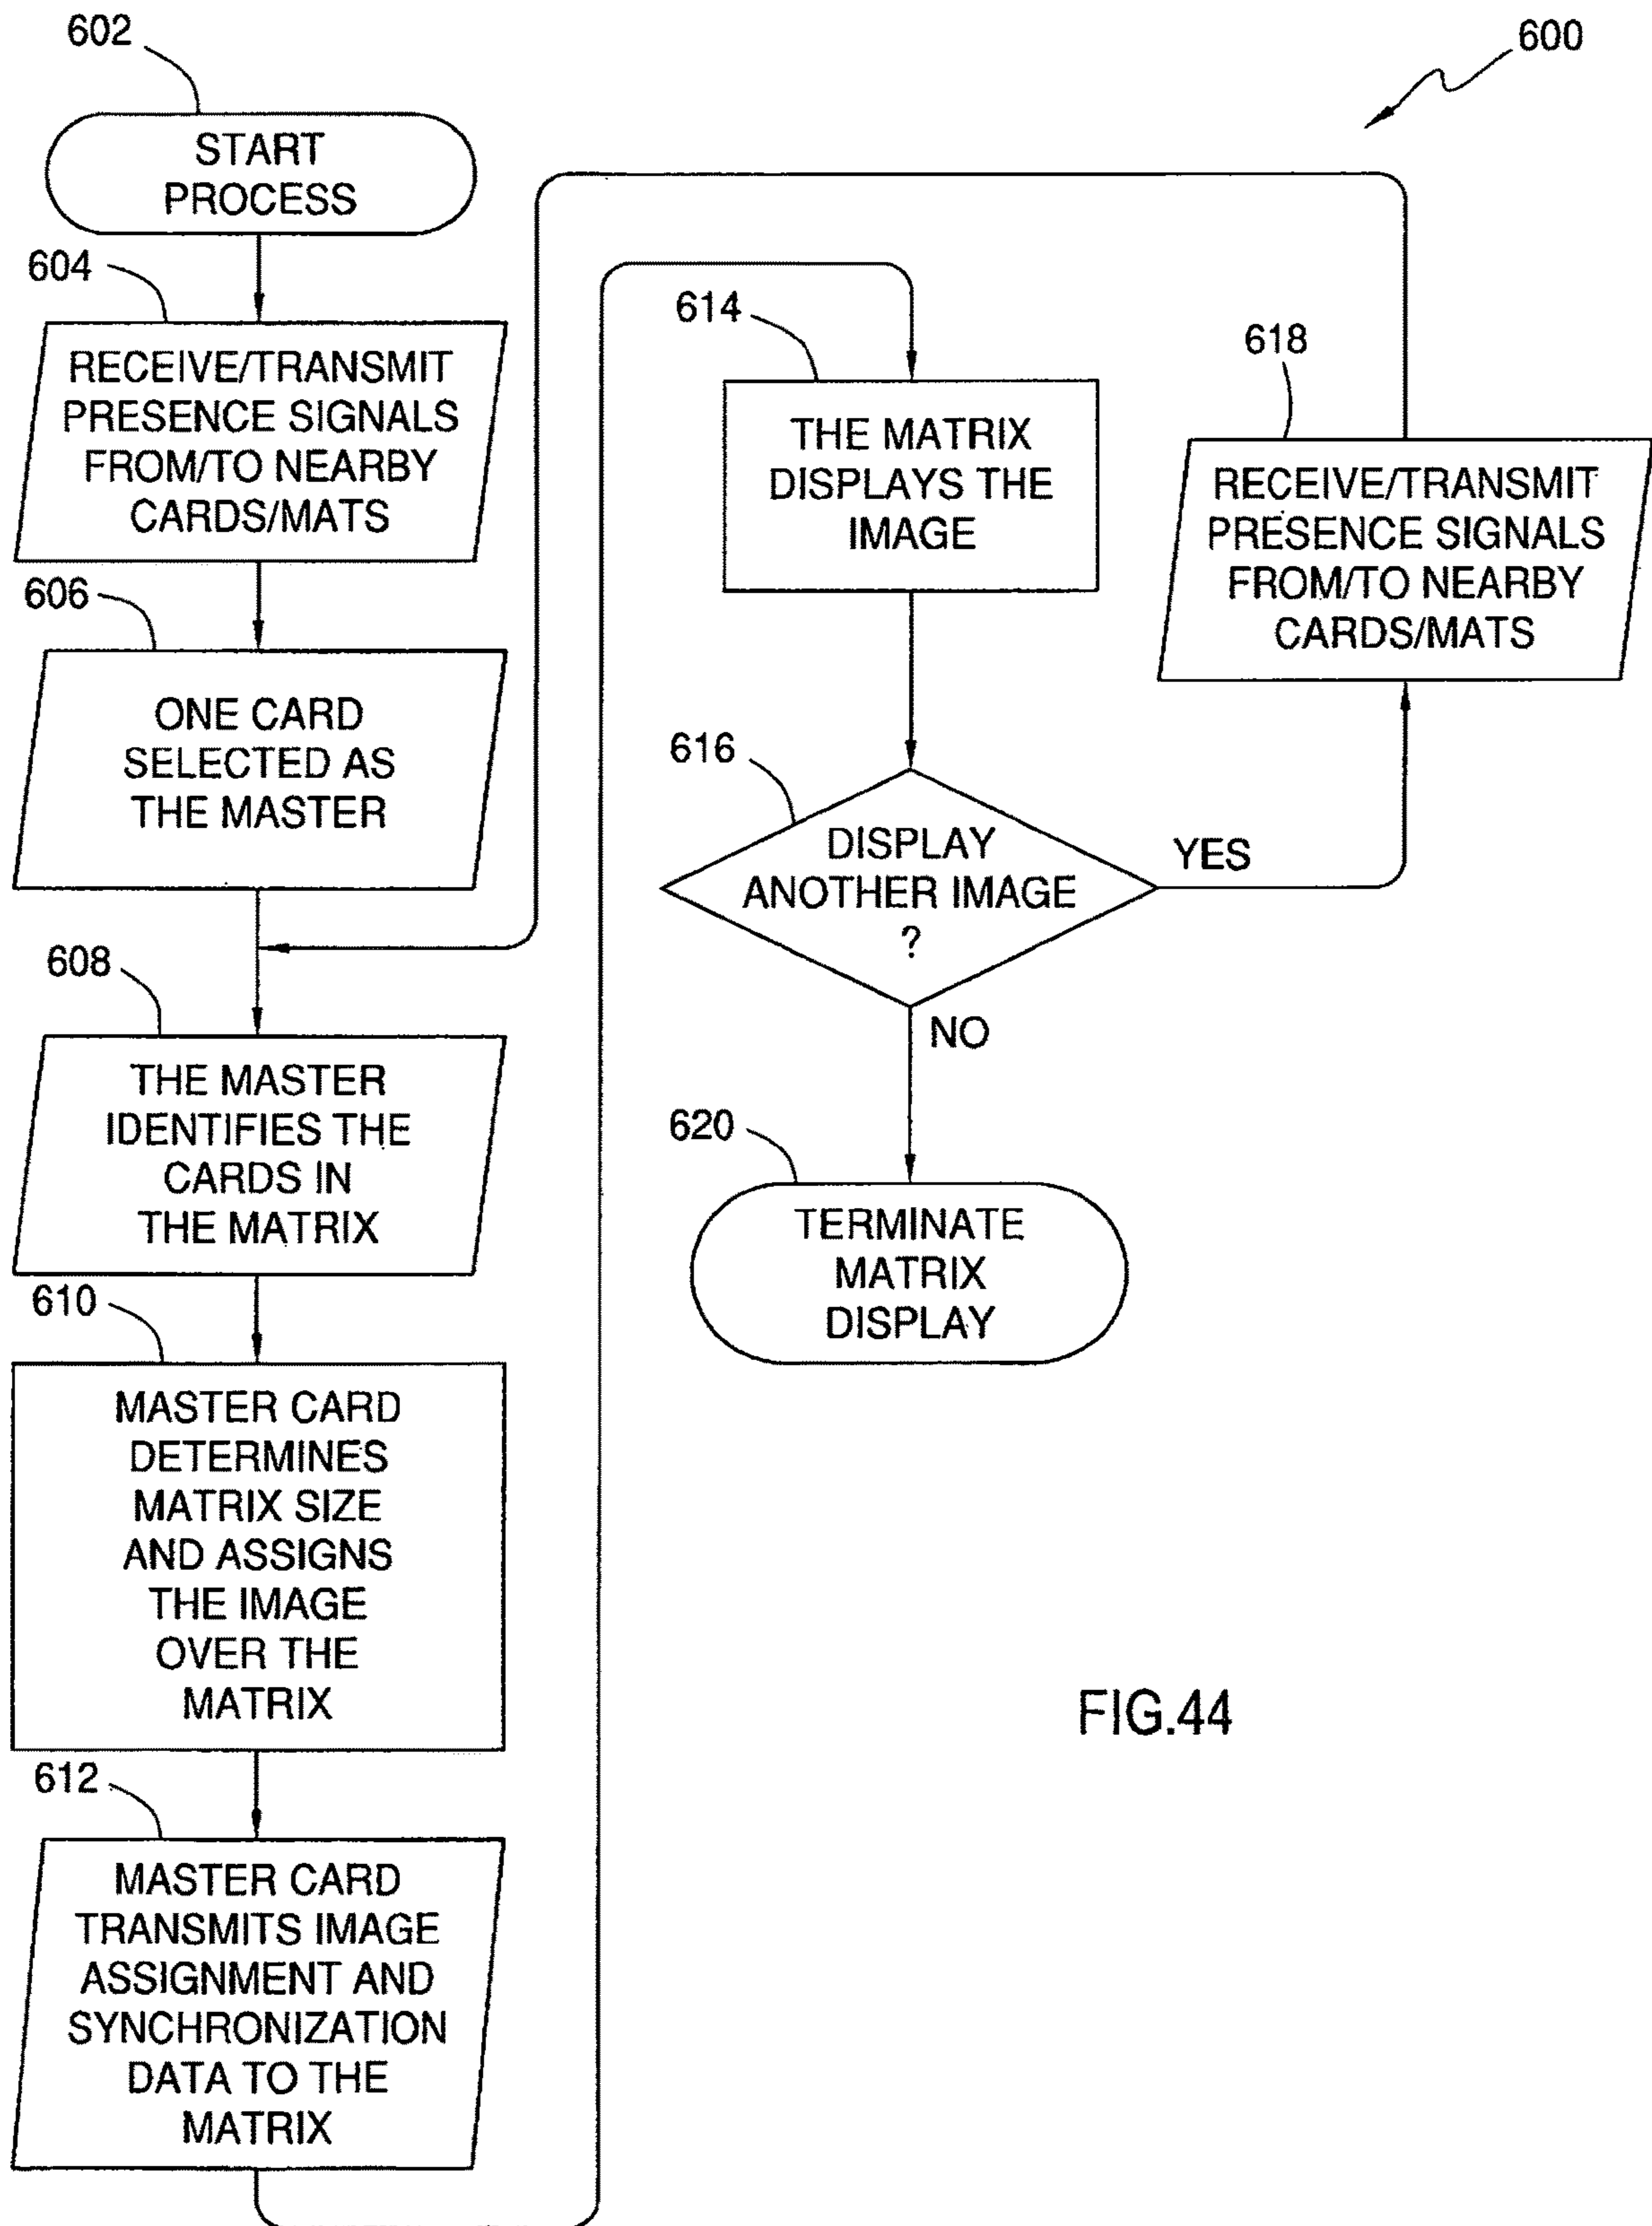 602
600
START
PROCESS
604
RECEIVE/TRANSMIT
PRESENCE SIGNALS
FROM/TO NEARBY
CARDS/MATS
606
ONE CARD
SELECTED AS
THE MASTER
608
THE MASTER
IDENTIFIES THE
CARDS IN
THE MATRIX
610
MASTER CARD
DETERMINES
MATRIX SIZE
AND ASSIGNS
THE IMAGE
OVER THE
MATRIX
612
MASTER CARD
TRANSMITS IMAGE
ASSIGNMENT AND
SYNCHRONIZATION
DATA TO THE
MATRIX
614
THE MATRIX
DISPLAYS THE
IMAGE
616
DISPLAY
ANOTHER IMAGE
?
YES
NO
618
RECEIVE/TRANSMIT
PRESENCE SIGNALS
FROM/TO NEARBY
CARDS/MATS
620
TERMINATE
MATRIX
DISPLAY
FIG.44